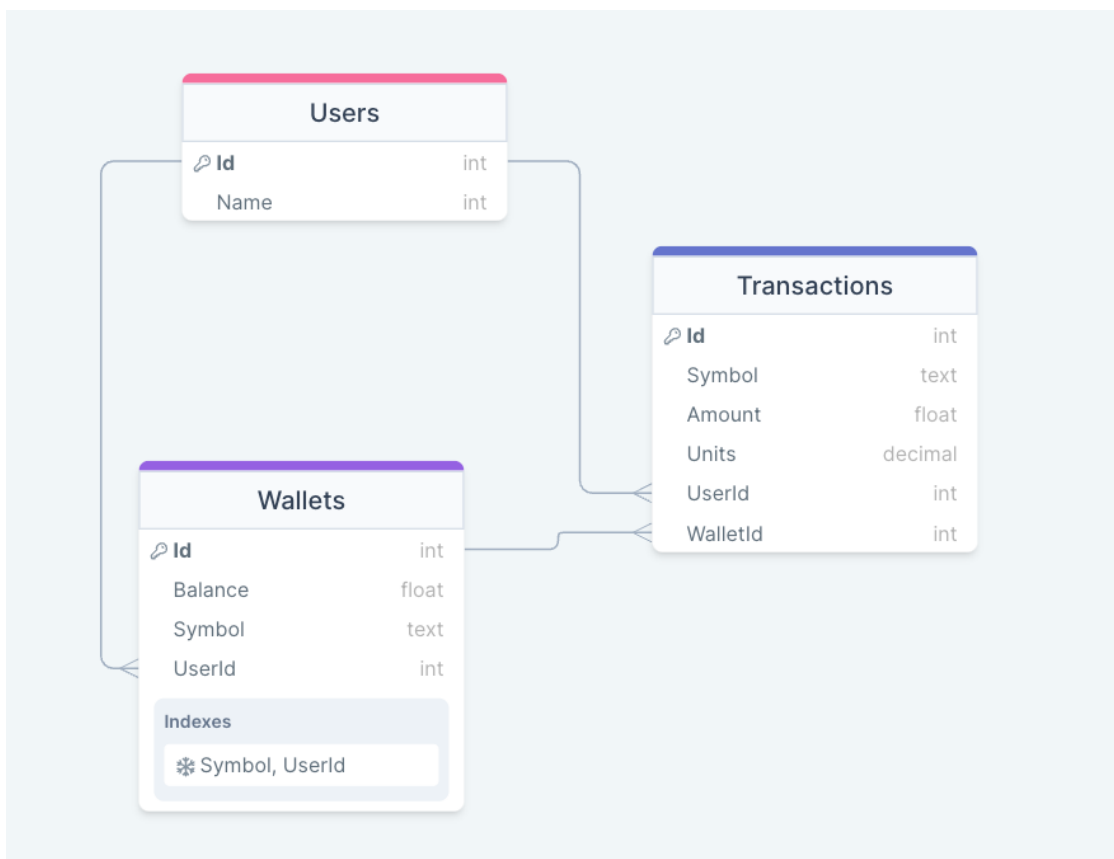 Users
Id int
Name int
Transactions
Id int
Symbol text
Amount float
Units decimal
UserId int
WalletId int
Wallets
Id int
Balance float
Symbol text
UserId int
Indexes
Symbol, UserId